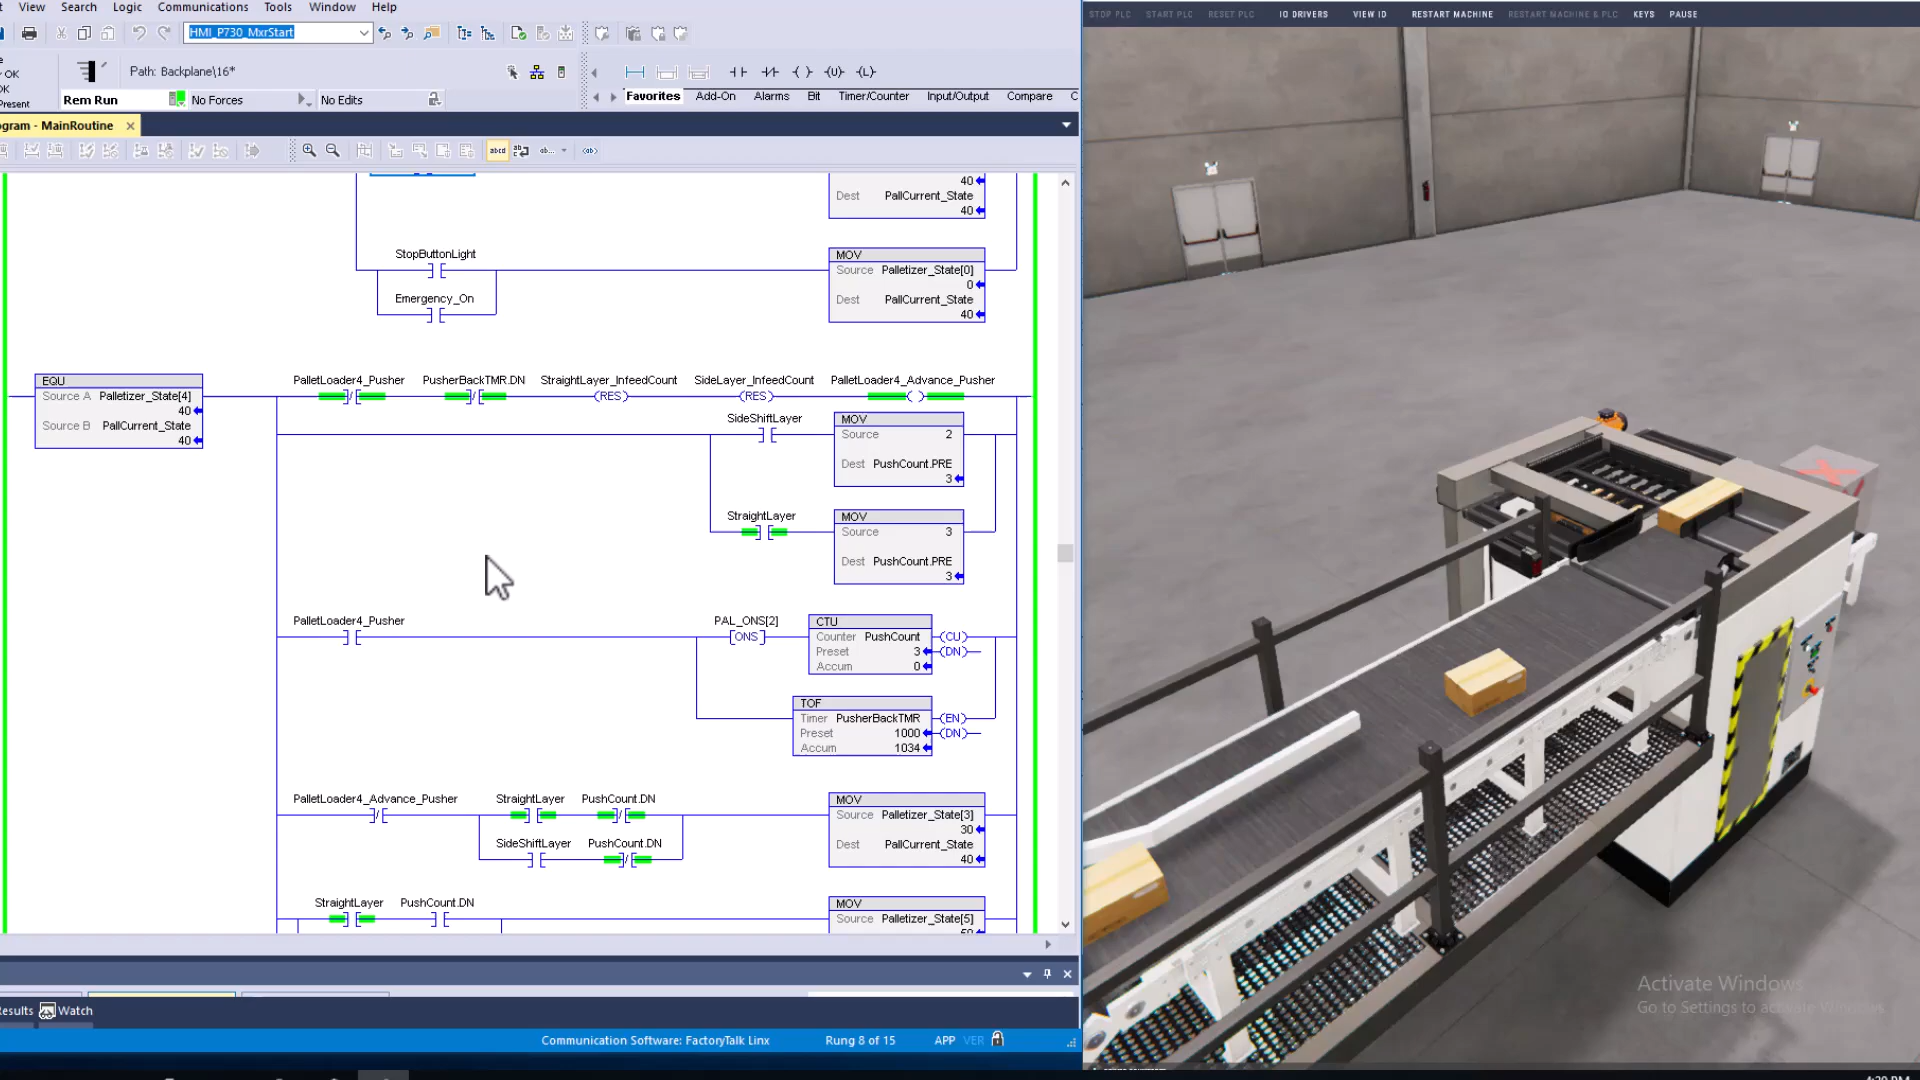 View Search Logic Communications Tools Window Help
HMI_P730_MxrStart
OK
OK
Present
Path: Backplane\16*
Rem Run No Forces No Edits
Favorites Add-On Alarms Bit Timer/Counter Input/Output Compare C
ogram - MainRoutine
40
Dest PallCurrent_State
40
StopButtonLight
Emergency_On
MOV
Source Palletizer_State[0]
0
Dest PallCurrent_State
40
EQU
Source A Palletizer_State[4]
40
Source B PallCurrent_State
40
PalletLoader4_Pusher PusherBackTMR.DN StraightLayer_InfeedCount SideLayer_InfeedCount PalletLoader4_Advance_Pusher
RES RES
SideShiftLayer
MOV
Source 2
Dest PushCount.PRE
3
StraightLayer
MOV
Source 3
Dest PushCount.PRE
3
PalletLoader4_Pusher PAL_ONS[2]
ONS
CTU
Counter PushCount CU
Preset 3 DN
Accum 0
TOF
Timer PusherBackTMR EN
Preset 1000 DN
Accum 1034
PalletLoader4_Advance_Pusher StraightLayer PushCount.DN
SideShiftLayer PushCount.DN
MOV
Source Palletizer_State[3]
30
Dest PallCurrent_State
40
StraightLayer PushCount.DN
MOV
Source Palletizer_State[5]
Results Watch
Communication Software: FactoryTalk Linx Rung 8 of 15 APP VER
STOP PLC START PLC RESET PLC IO DRIVERS VIEW IO RESTART MACHINE RESTART MACHINE & PLC KEYS PAUSE
Activate Windows
Go to Settings to activate Windows.